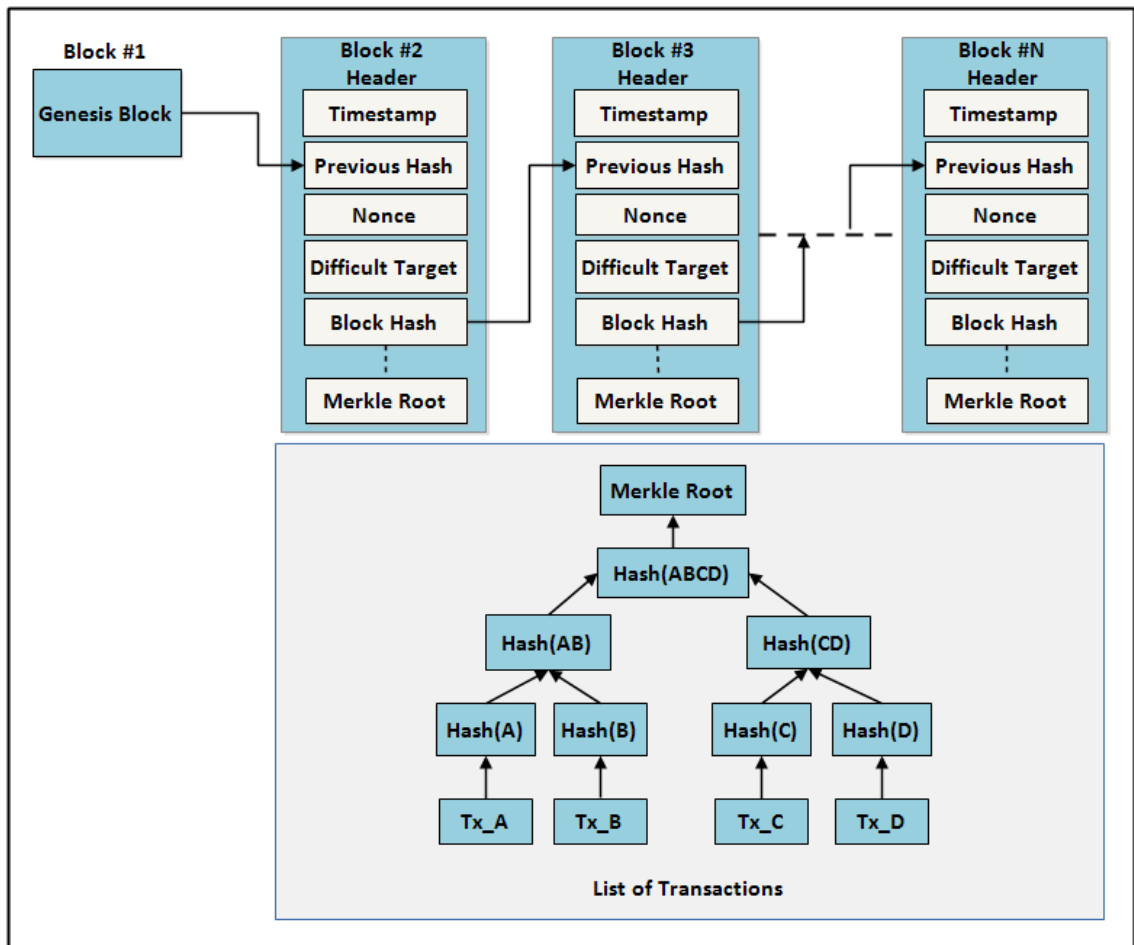 Block #1
Genesis Block
Block #2
Header
Timestamp
Previous Hash
Nonce
Difficult Target
Block Hash
Merkle Root
Block #3
Header
Timestamp
Previous Hash
Nonce
Difficult Target
Block Hash
Merkle Root
Block #N
Header
Timestamp
Previous Hash
Nonce
Difficult Target
Block Hash
Merkle Root
Merkle Root
Hash(ABCD)
Hash(AB)
Hash(CD)
Hash(A)
Hash(B)
Hash(C)
Hash(D)
Tx_A
Tx_B
Tx_C
Tx_D
List of Transactions